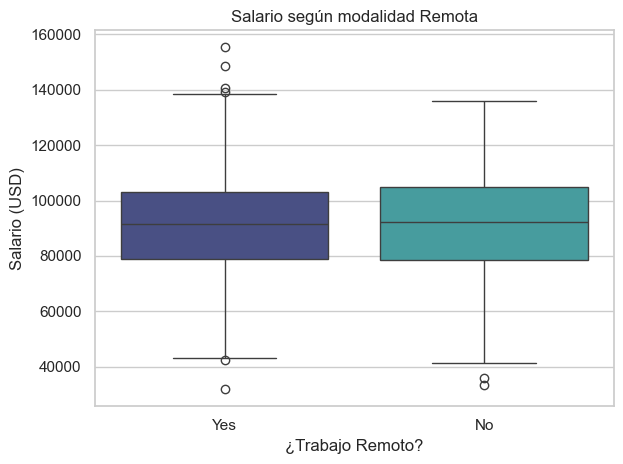 Salario según modalidad Remota
Salario (USD)
160000
140000
120000
100000
80000
60000
40000
Yes
No
¿Trabajo Remoto?